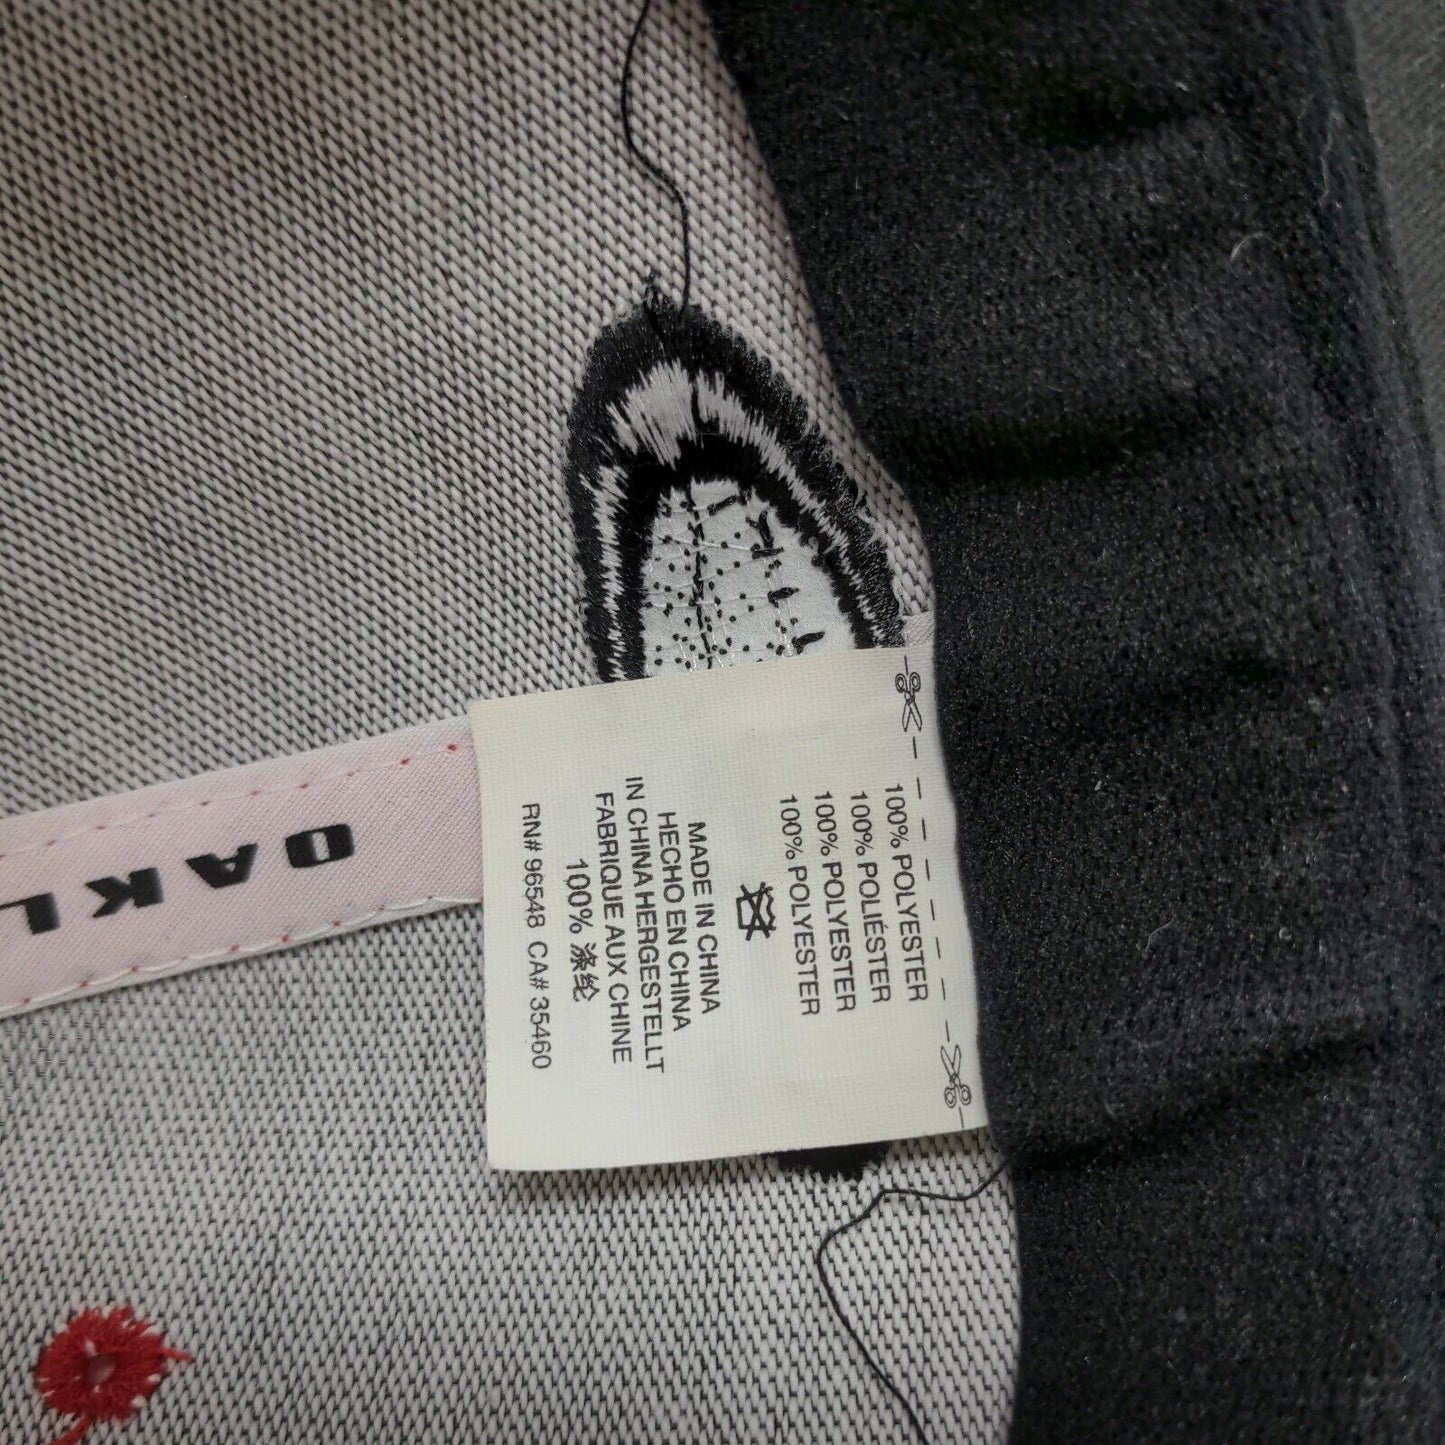 100% POLYESTER
100% POLIÉSTER
100% POLYESTER
100% POLYESTER
MADE IN CHINA
HECHO EN CHINA
IN CHINA HERGESTELLT
FABRIQUE AUX CHINE
100% 涤纶
RN# 96548 CA# 35460
OAKL